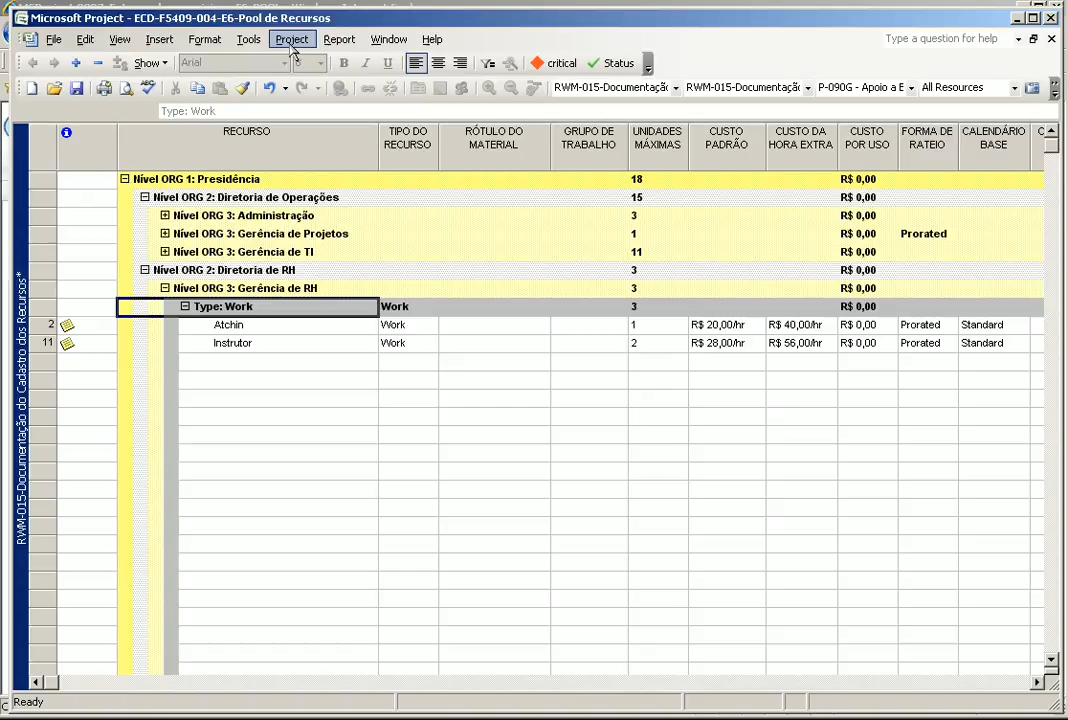 Microsoft Project - ECD-F5409-004-E6-Pool de Recursos
File Edit View Insert Format Tools Project Report Window Help Type a question for help
Show Arial 8 B I U critical Status
RWM-015-Documentação RWM-015-Documentação P-090G - Apoio a E All Resources
Type: Work
RECURSO TIPO DO RECURSO RÓTULO DO MATERIAL GRUPO DE TRABALHO UNIDADES MÁXIMAS CUSTO PADRÃO CUSTO DA HORA EXTRA CUSTO POR USO FORMA DE RATEIO CALENDÁRIO BASE
Nível ORG 1: Presidência 18 R$ 0,00
Nível ORG 2: Diretoria de Operações 15 R$ 0,00
Nível ORG 3: Administração 3 R$ 0,00
Nível ORG 3: Gerência de Projetos 1 R$ 0,00 Prorated
Nível ORG 3: Gerência de TI 11 R$ 0,00
Nível ORG 2: Diretoria de RH 3 R$ 0,00
Nível ORG 3: Gerência de RH 3 R$ 0,00
Type: Work Work 3 R$ 0,00
2 Atchin Work 1 R$ 20,00/hr R$ 40,00/hr R$ 0,00 Prorated Standard
11 Instrutor Work 2 R$ 28,00/hr R$ 56,00/hr R$ 0,00 Prorated Standard
RWM-015-Documentação do Cadastro dos Recursos*
Ready